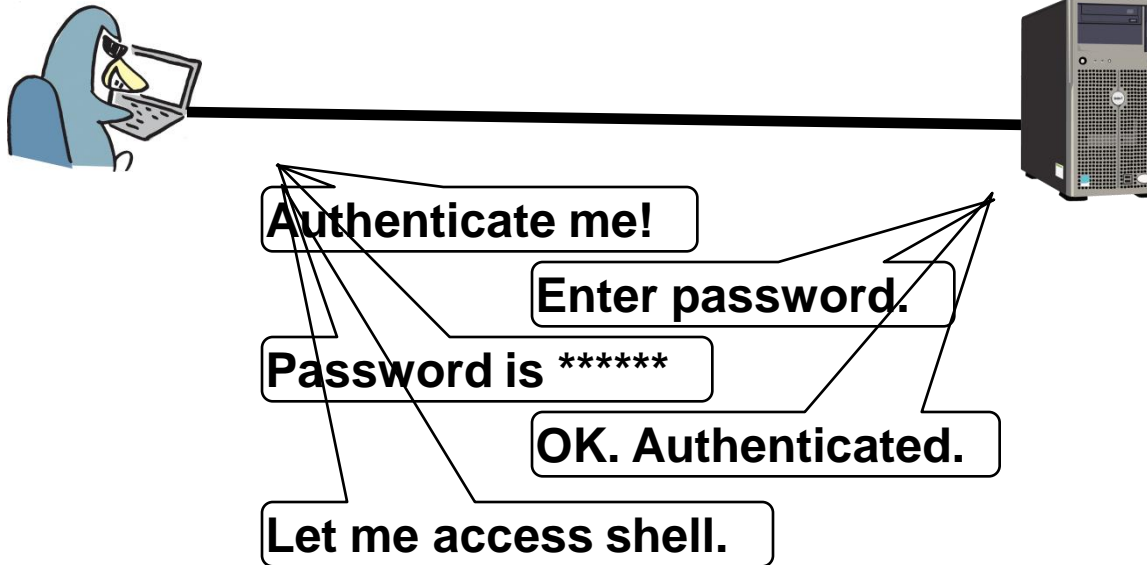 Authenticate me!
Enter password.
Password is ******
OK. Authenticated.
Let me access shell.